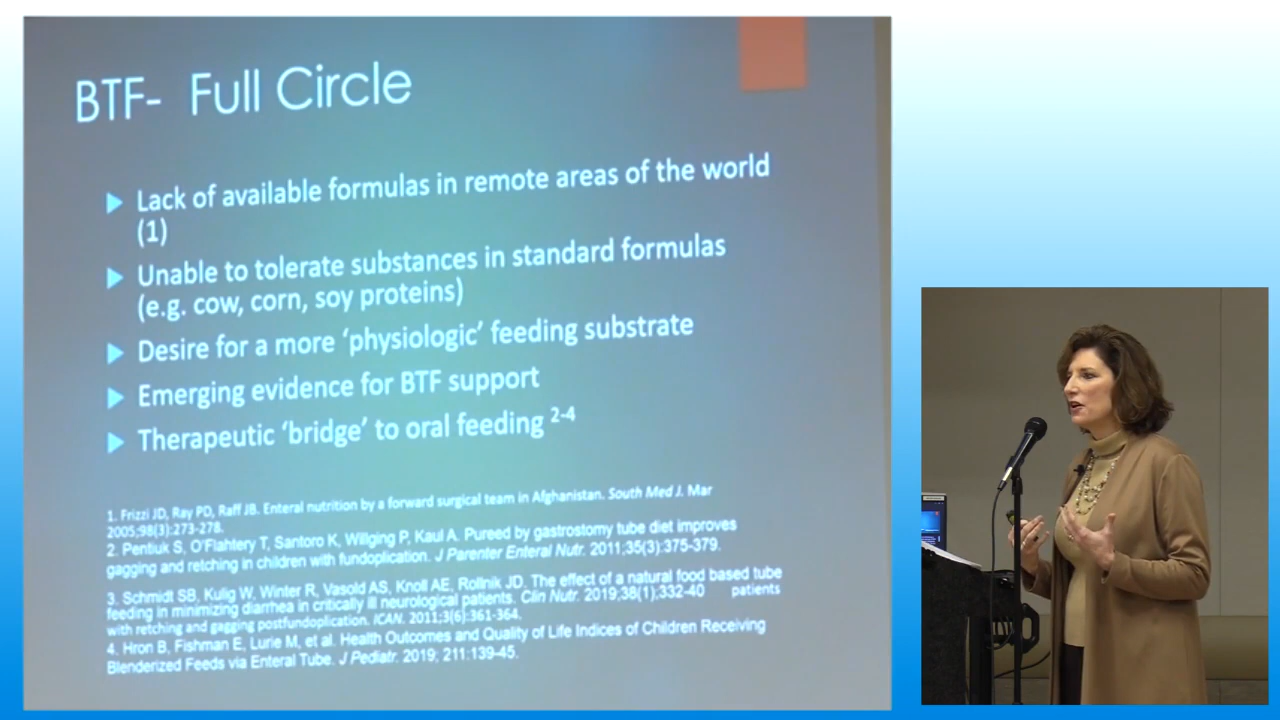 BTF- Full Circle
Lack of available formulas in remote areas of the world
(1)
Unable to tolerate substances in standard formulas
(e.g. cow, corn, soy proteins)
Desire for a more ‘physiologic’ feeding substrate
Emerging evidence for BTF support
Therapeutic ‘bridge’ to oral feeding 2-4
1. Frizzi JD, Ray PD, Raff JB. Enteral nutrition by a forward surgical team in Afghanistan. South Med J. Mar
2005;98(3):273-278.
2. Pentiuk S, O'Flahtery T, Santoro K, Willging P, Kaul A. Pureed by gastrostomy tube diet improves
gagging and retching in children with fundoplication. J Parenter Enteral Nutr. 2011;35(3):375-379.
3. Schmidt SB, Kulig W, Winter R, Vasold AS, Knoll AE, Rollnik JD. The effect of a natural food based tube
feeding in minimizing diarrhea in critically ill neurological patients. Clin Nutr. 2019;38(1);332-40 patients
with retching and gagging postfundoplication. ICAN. 2011;3(6):361-364.
4. Hron B, Fishman E, Lurie M, et al. Health Outcomes and Quality of Life Indices of Children Receiving
Blenderized Feeds via Enteral Tube. J Pediatr. 2019; 211:139-45.